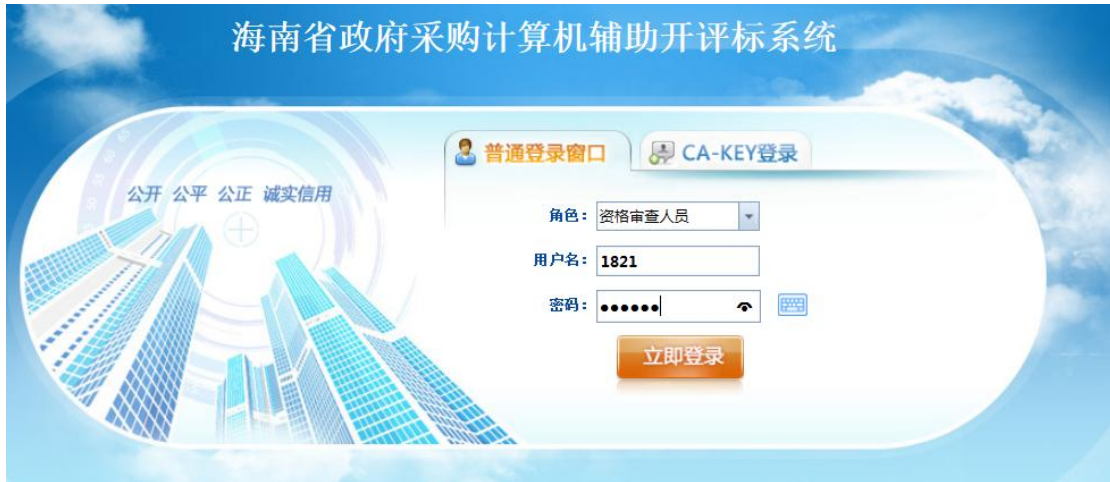 海南省政府采购计算机辅助开评标系统
普通登录窗口 CA-KEY登录
公开 公平 公正 诚实信用
角色： 资格审查人员
用户名： 1821
密码： ●●●●●●
立即登录